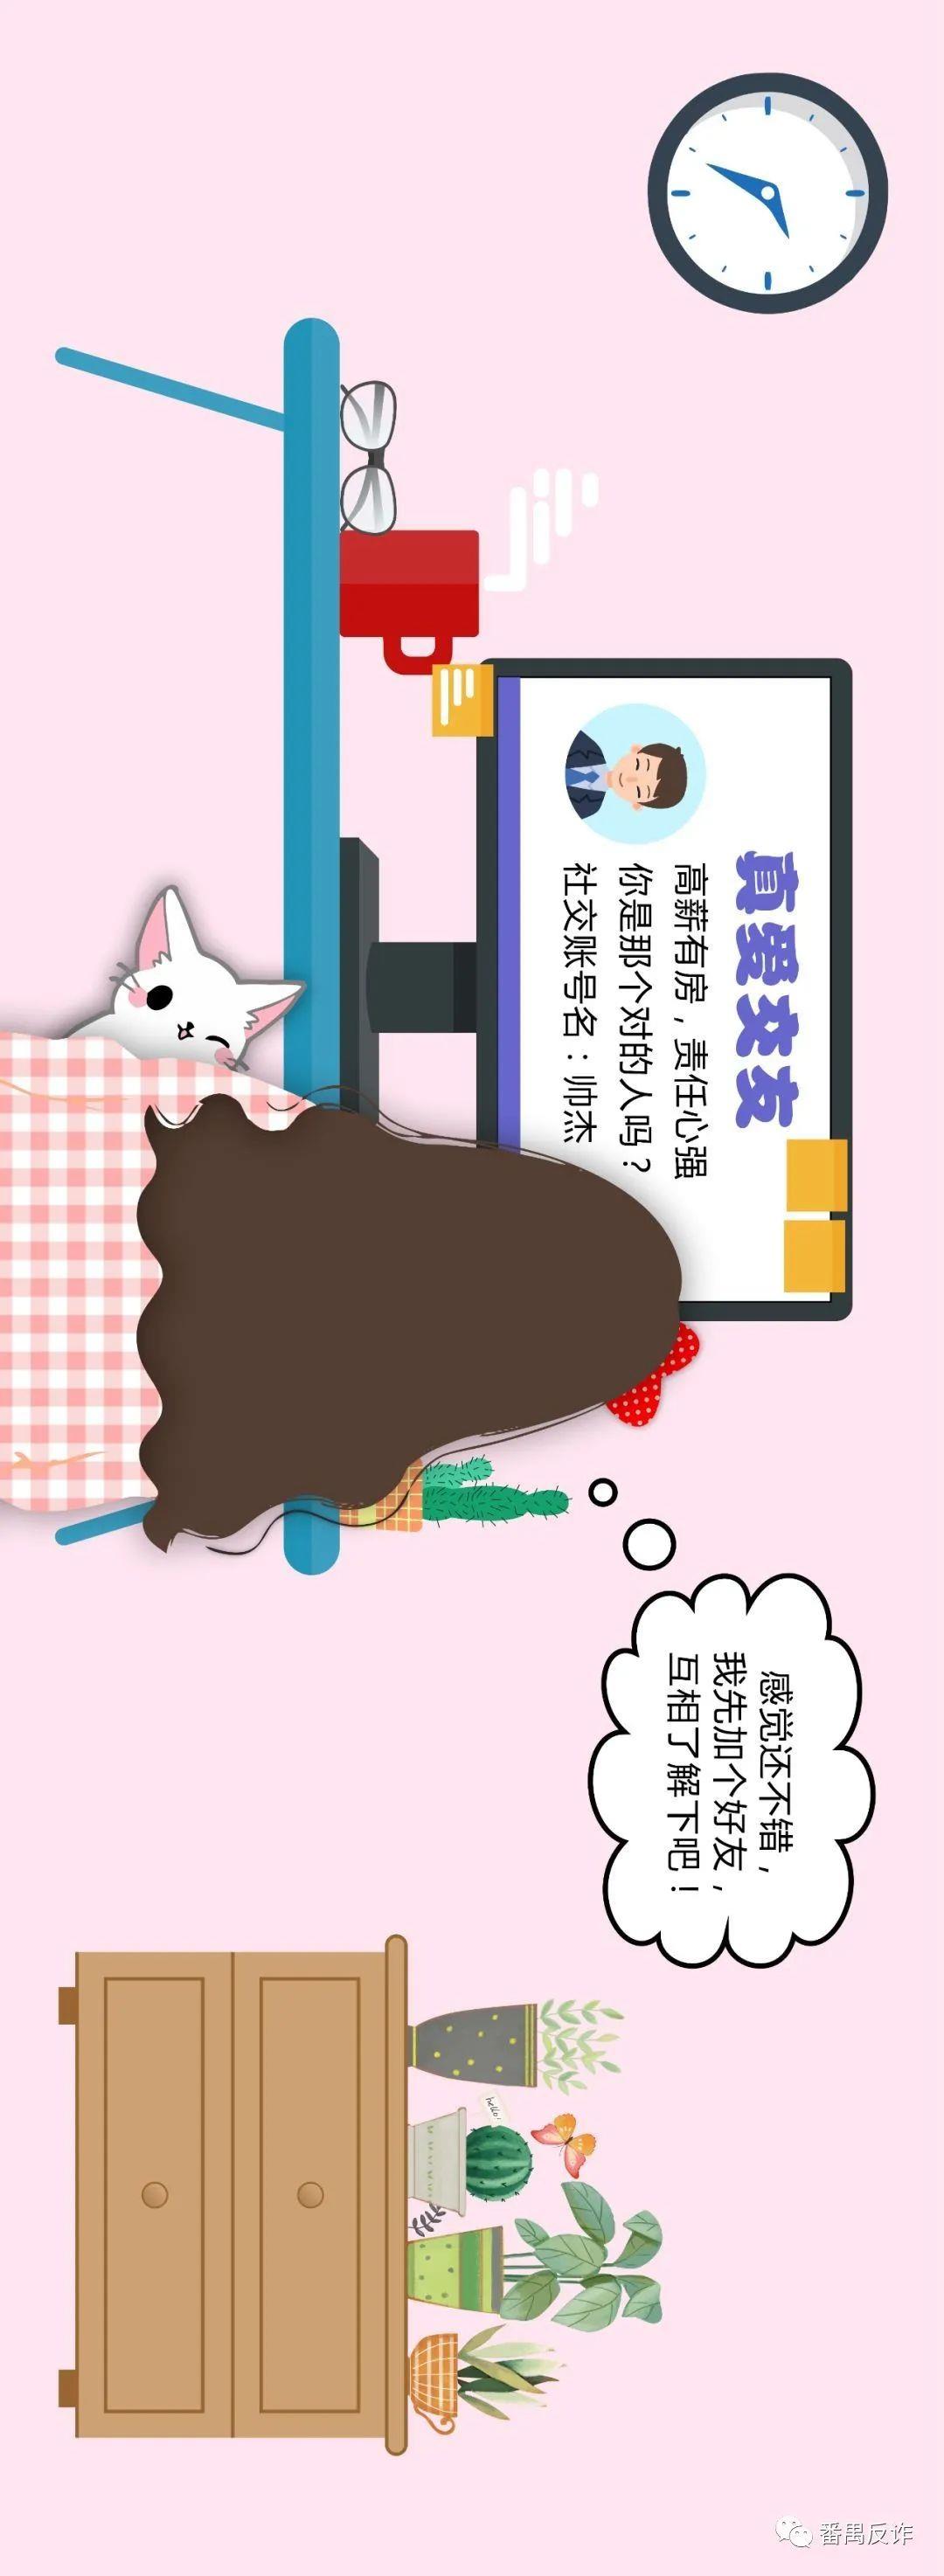 真爱交友
高薪有房，责任心强
你是那个对的人吗？
社交账号名：帅杰
感觉还不错，
我先加个好友，
互相了解下吧！
hello!
番禺反诈